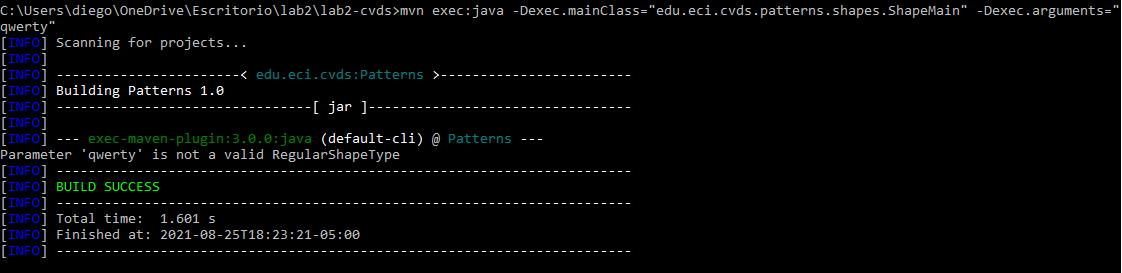 C:\Users\diego\OneDrive\Escritorio\lab2\lab2-cvds>mvn exec:java -Dexec.mainClass="edu.eci.cvds.patterns.shapes.ShapeMain" -Dexec.arguments="
qwerty"
[INFO] Scanning for projects...
[INFO]
[INFO] -----------------------< edu.eci.cvds:Patterns >------------------------
[INFO] Building Patterns 1.0
[INFO] --------------------------------[ jar ]---------------------------------
[INFO]
[INFO] --- exec-maven-plugin:3.0.0:java (default-cli) @ Patterns ---
Parameter 'qwerty' is not a valid RegularShapeType
[INFO] ------------------------------------------------------------------------
[INFO] BUILD SUCCESS
[INFO] ------------------------------------------------------------------------
[INFO] Total time:  1.601 s
[INFO] Finished at: 2021-08-25T18:23:21-05:00
[INFO] ------------------------------------------------------------------------